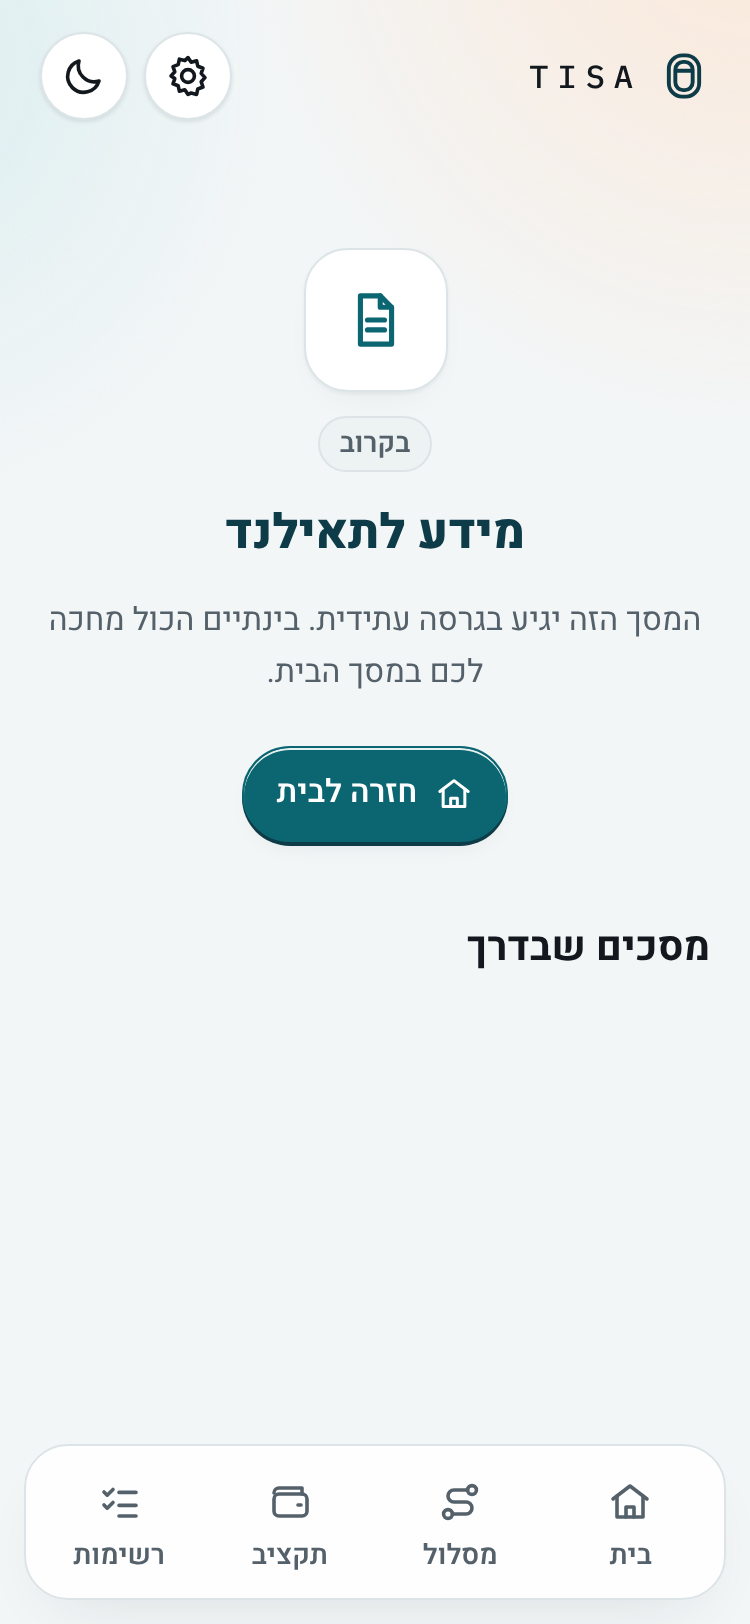 TISA
בקרוב
מידע לתאילנד
המסך הזה יגיע בגרסה עתידית. בינתיים הכול מחכה
לכם במסך הבית.
חזרה לבית
מסכים שבדרך
בית
מסלול
תקציב
רשימות